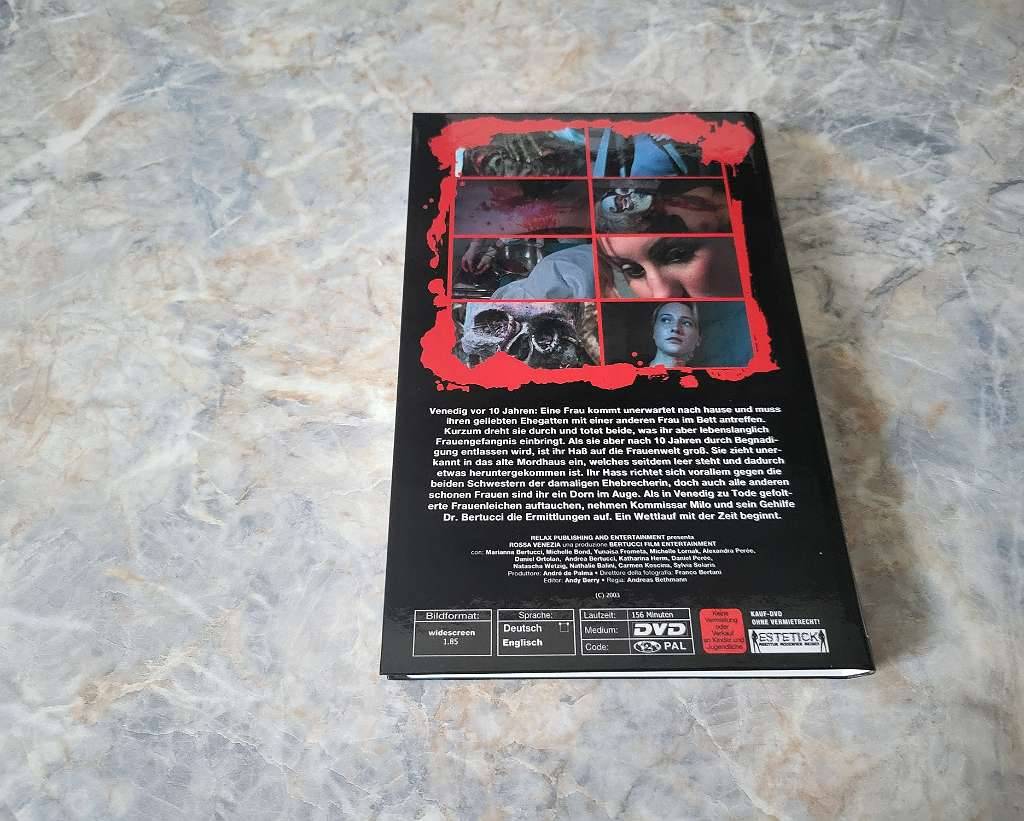 Venedig vor 10 Jahren: Eine Frau kommt unerwartet nach hause und muss
ihren geliebten Ehegatten mit einer anderen Frau im Bett antreffen.
Kurzum dreht sie durch und totet beide, was ihr aber lebenslanglich
Frauengefangnis einbringt. Als sie aber nach 10 Jahren durch Begnadi-
gung entlassen wird, ist ihr Haß auf die Frauenwelt groß. Sie zieht uner-
kannt in das alte Mordhaus ein, welches seitdem leer steht und dadurch
etwas heruntergekommen ist. Ihr Hass richtet sich vorallem gegen die
beiden Schwestern der damaligen Ehebrecherin, doch auch alle anderen
schonen Frauen sind ihr ein Dorn im Auge. Als in Venedig zu Tode gefolt-
erte Frauenleichen auftauchen, nehmen Kommissar Milo und sein Gehilfe
Dr. Bertucci die Ermittlungen auf. Ein Wettlauf mit der Zeit beginnt.
RELAX PUBLISHING AND ENTERTAINMENT presenta
ROSSA VENEZIA una produzione BERTUCCI FILM ENTERTAINMENT
con: Marianna Bertucci, Michelle Bond, Yunaisa Frometa, Michelle Lornak, Alexandra Perée,
Daniel Ortolan, Andrea Bertucci, Katharina Herm, Daniel Perée,
Natascha Wetzig, Nathalie Balini, Carmen Koscina, Sylvia Solaris
Produttore: André de Palma • Direttore della fotografia: Franco Bertuni
Editor: Andy Berry • Regia: Andreas Bethmann
(C) 2003
Bildformat:
widescreen
1.85
Sprache:
Deutsch
Englisch
Laufzeit: 156 Minuten
Medium: DVD
Code: 2 PAL
Keine
Vermietung
oder
Verkauf
an Kinder und
Jugendliche
KAUF-DVD
OHNE VERMIETRECHT!
ESTETICK